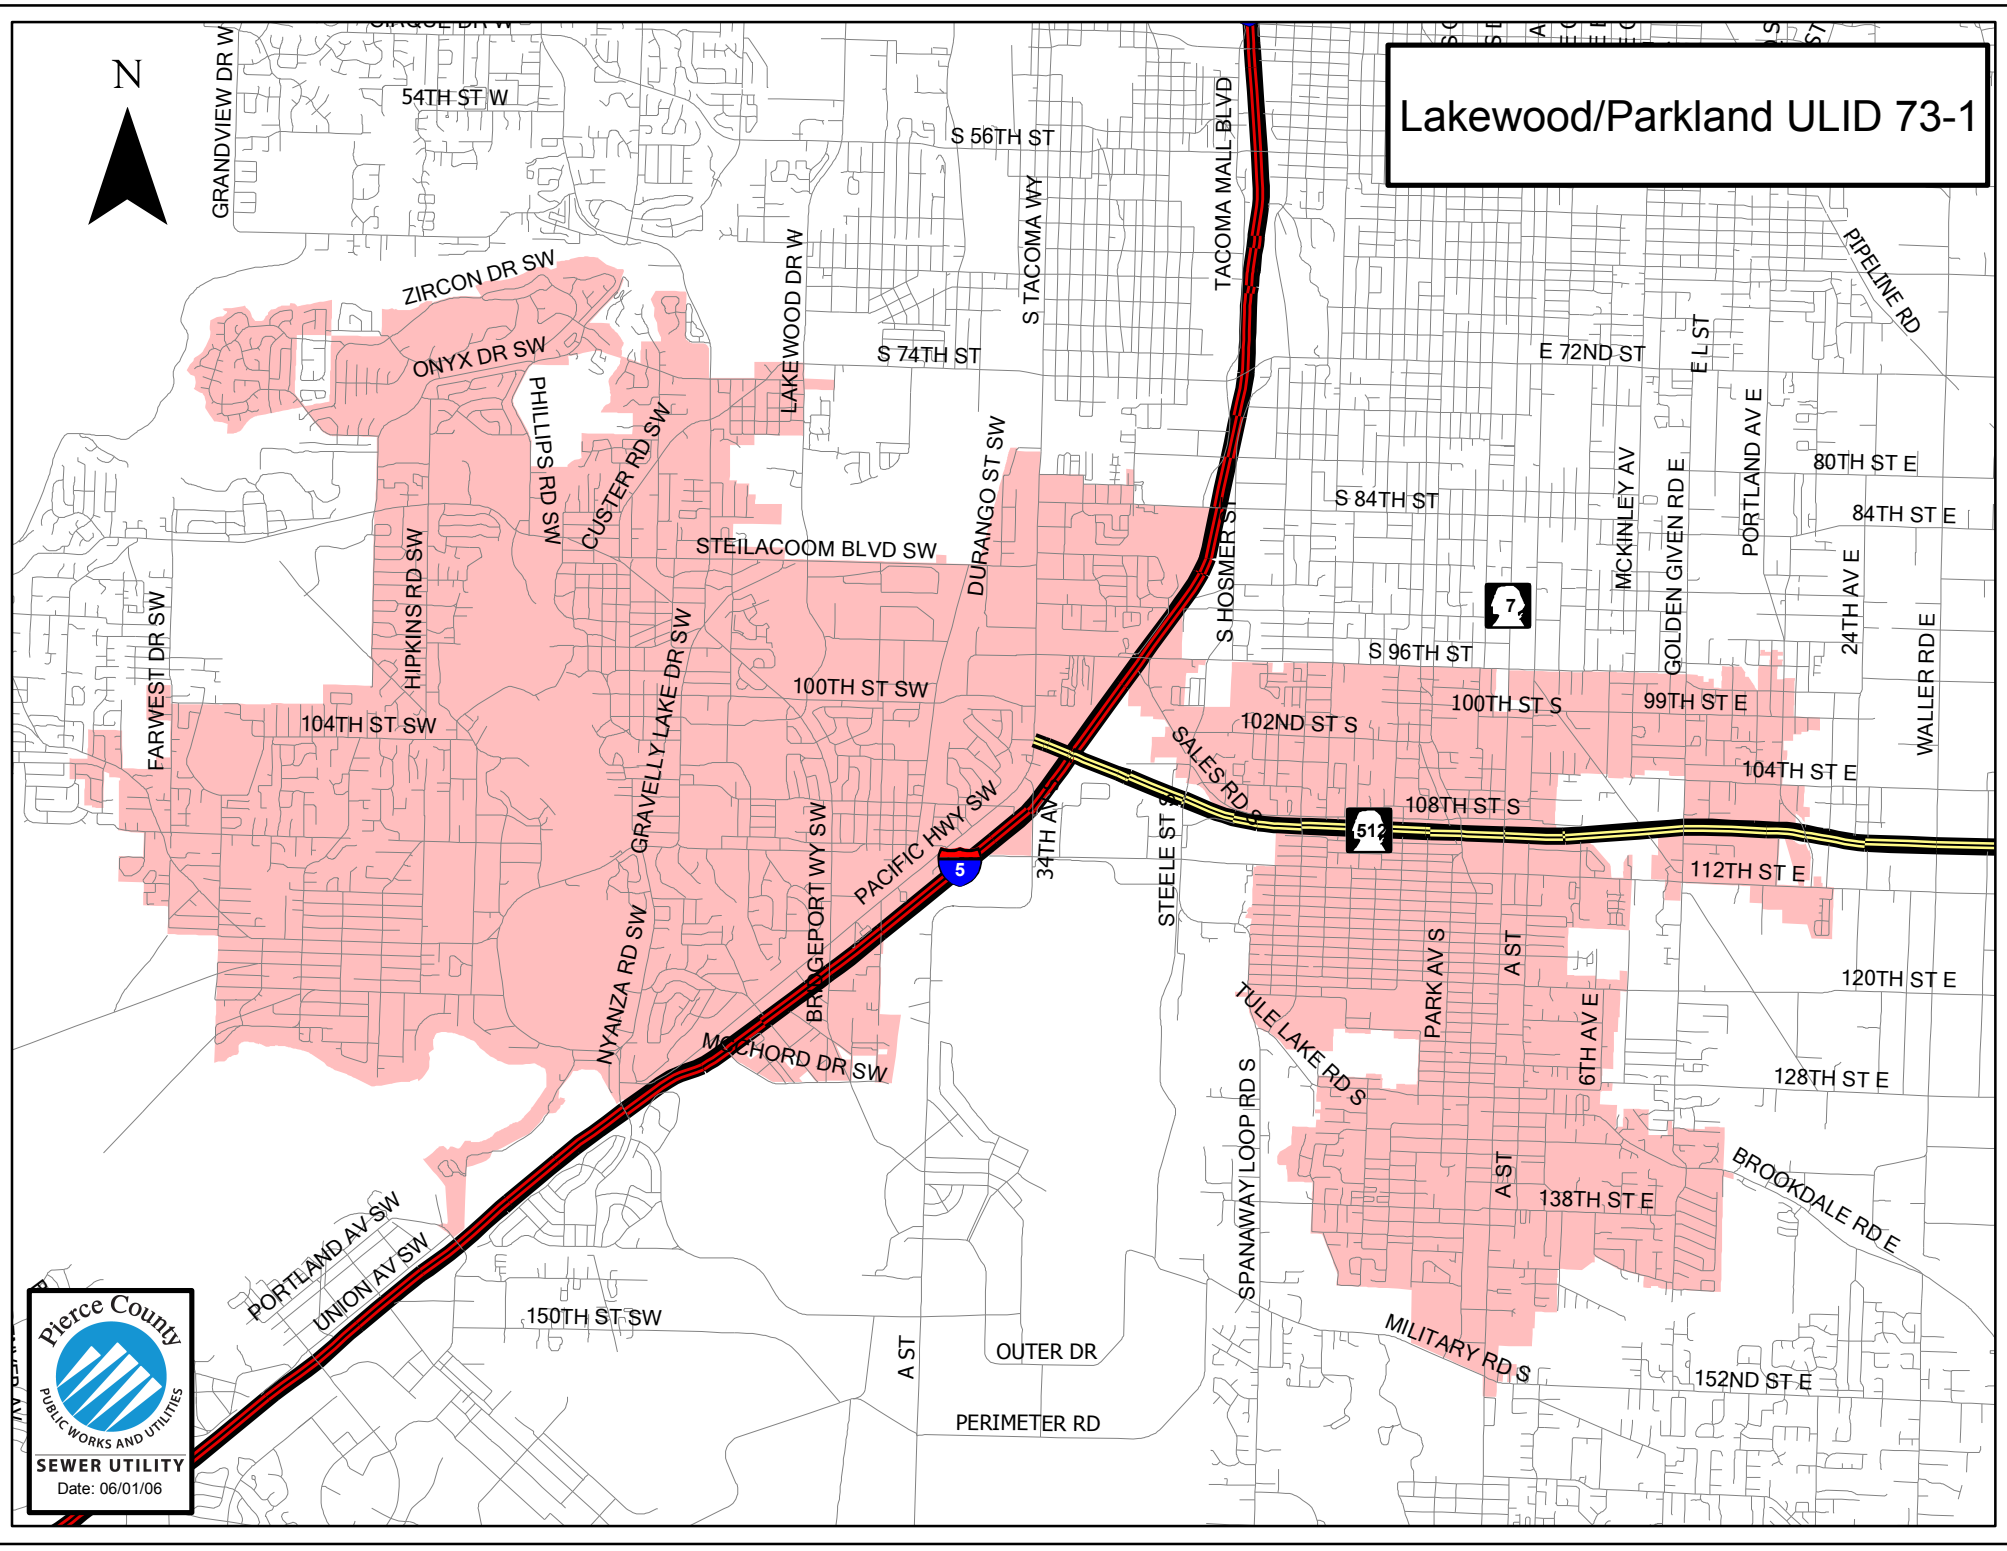 Lakewood/Parkland ULID 73-1
N
GRANDVIEW DR W
54TH ST W
S 56TH ST
S TACOMA WY
TACOMA MALL BLVD
LAKEWOOD DR W
PIPELINE RD
ZIRCON DR SW
ONYX DR SW
S 74TH ST
E 72ND ST
E L ST
PHILLIPS RD SW
CUSTER RD SW
DURANGO ST SW
PORTLAND AV E
80TH ST E
S 84TH ST
84TH ST E
MCKINLEY AV
GOLDEN GIVEN RD E
STEILACOOM BLVD SW
HIPKINS RD SW
S HOSMER ST
7
24TH AV E
WALLER RD E
FARWEST DR SW
GRAVELLY LAKE DR SW
S 96TH ST
100TH ST SW
100TH ST S
99TH ST E
104TH ST SW
102ND ST S
SALES RD S
104TH ST E
108TH ST S
512
PACIFIC HWY SW
BRIDGEPORT WY SW
34TH AV S
STEELE ST S
5
112TH ST E
NYANZA RD SW
PARK AV S
A ST
120TH ST E
TULE LAKE RD S
6TH AV E
MCCHORD DR SW
128TH ST E
SPANAWAY LOOP RD S
A ST
138TH ST E
BROOKDALE RD E
PORTLAND AV SW
UNION AV SW
150TH ST SW
A ST
OUTER DR
MILITARY RD S
152ND ST E
PERIMETER RD
Pierce County
PUBLIC WORKS AND UTILITIES
SEWER UTILITY
Date: 06/01/06